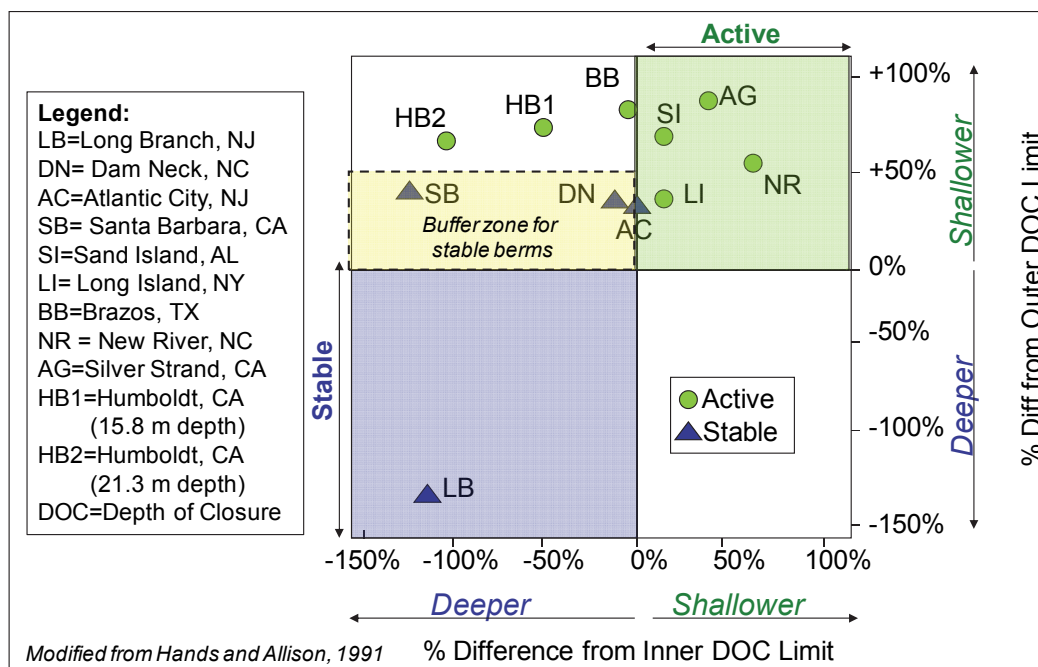 Legend:
LB=Long Branch, NJ
DN= Dam Neck, NC
AC=Atlantic City, NJ
SB= Santa Barbara, CA
SI=Sand Island, AL
LI= Long Island, NY
BB=Brazos, TX
NR = New River, NC
AG=Silver Strand, CA
HB1=Humboldt, CA
(15.8 m depth)
HB2=Humboldt, CA
(21.3 m depth)
DOC=Depth of Closure
Active
BB
HB1
HB2
SI
AG
NR
LI
SB
DN
AC
Buffer zone for
stable berms
LB
Stable
Active
Stable
+100%
+50%
0%
-50%
-100%
-150%
Shallower
Deeper
% Diff from Outer DOC Limit
-150%
-100%
-50%
0%
50%
100%
Deeper
Shallower
Modified from Hands and Allison, 1991
% Difference from Inner DOC Limit